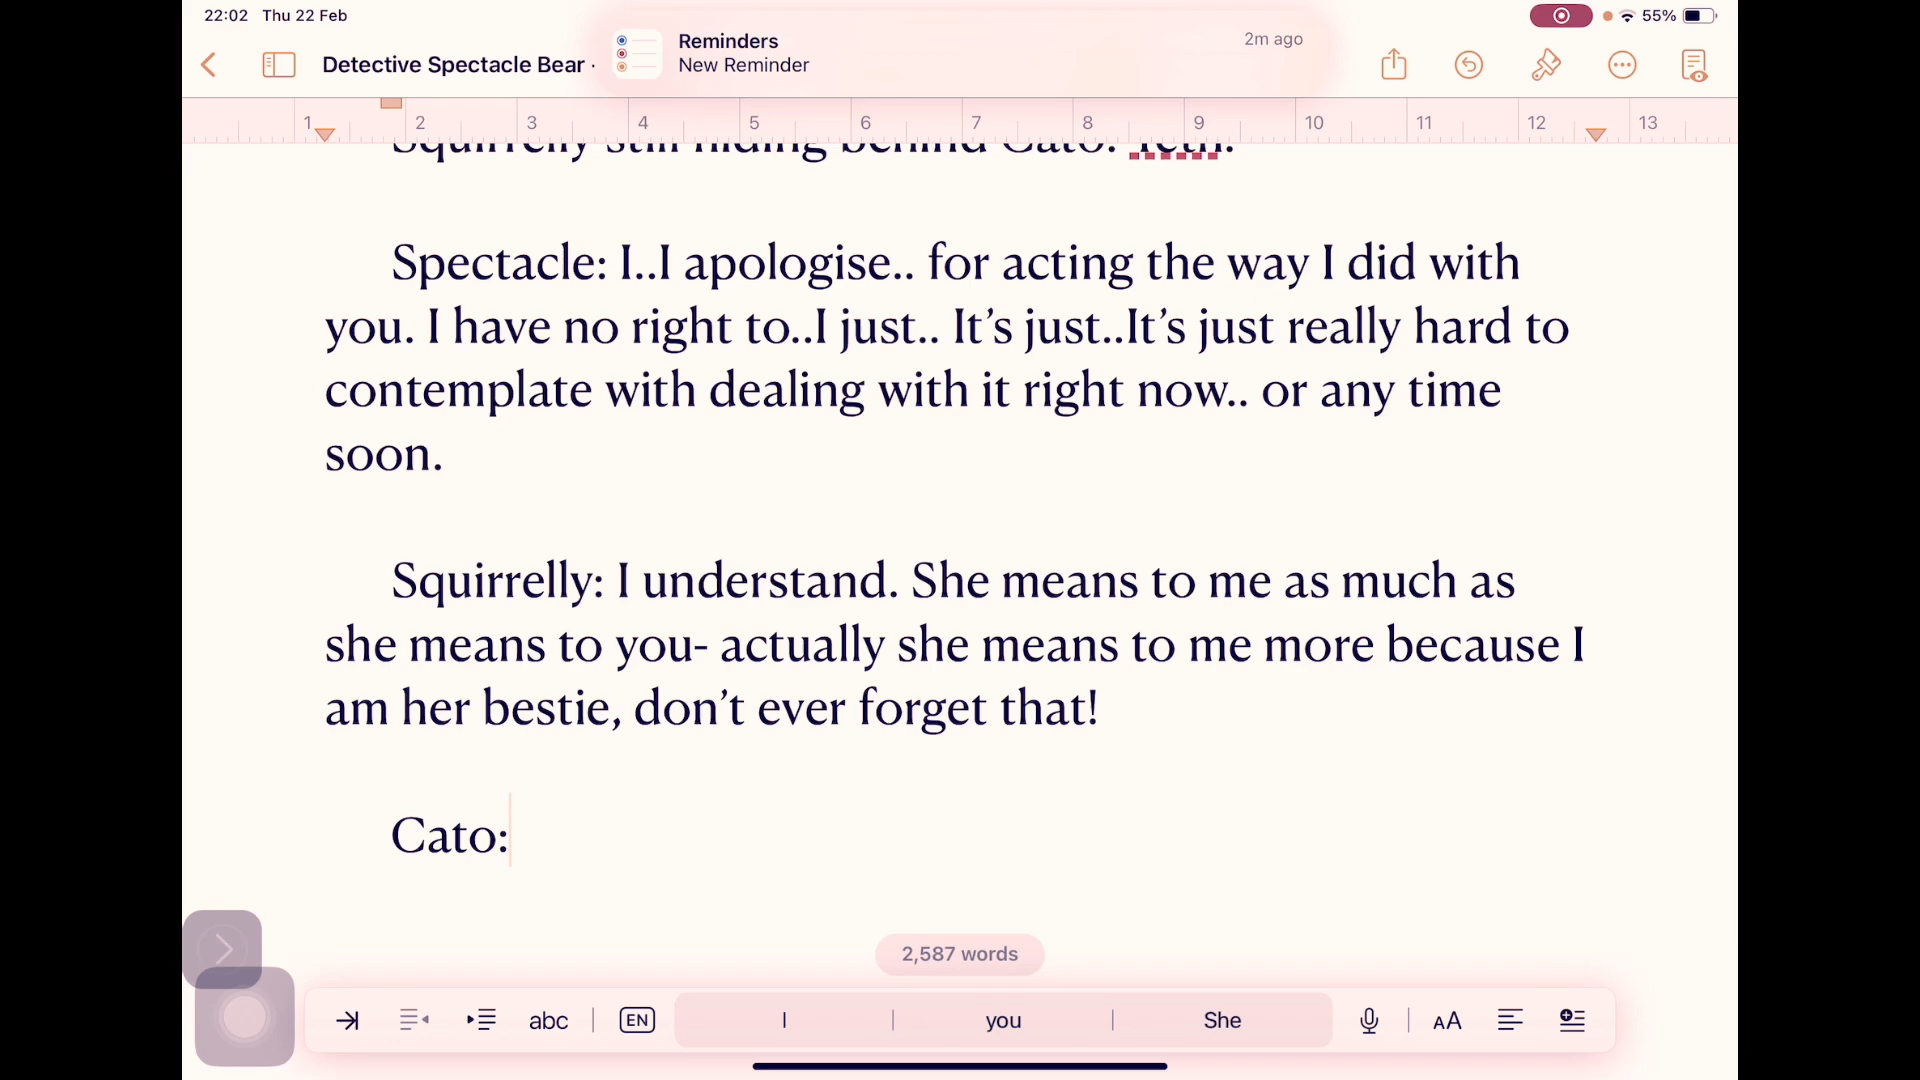 22:02 Thu 22 Feb
55%
Reminders
2m ago
New Reminder
Detective Spectacle Bear ·
1 2 3 4 5 6 7 8 9 10 11 12 13
Squirrelly still hiding behind Cato:
Spectacle: I..I apologise.. for acting the way I did with
you. I have no right to..I just.. It’s just..It’s just really hard to
contemplate with dealing with it right now.. or any time
soon.
Squirrelly: I understand. She means to me as much as
she means to you- actually she means to me more because I
am her bestie, don’t ever forget that!
Cato:
2,587 words
abc EN I you She AA